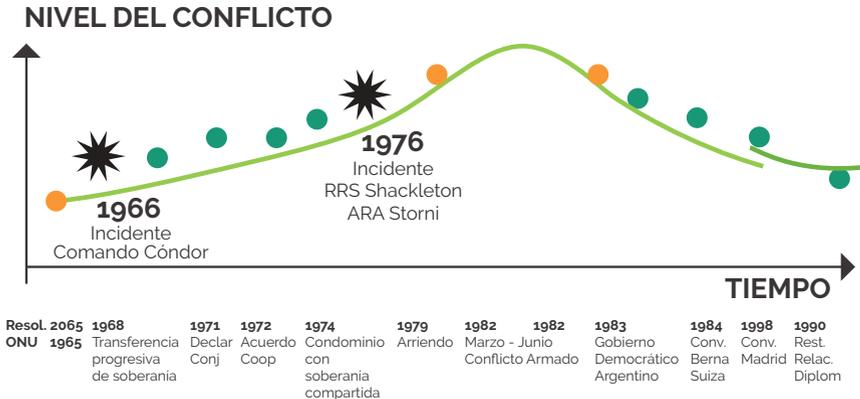 NIVEL DEL CONFLICTO
1966
Incidente
Comando Cóndor
1976
Incidente
RRS Shackleton
ARA Storni
TIEMPO
Resol. 2065
ONU 1965
1968
Transferencia
progresiva
de soberanía
1971
Declar
Conj
1972
Acuerdo
Coop
1974
Condominio
con
soberanía
compartida
1979
Arriendo
1982 1982
Marzo - Junio
Conflicto Armado
1983
Gobierno
Democrático
Argentino
1984
Conv.
Berna
Suiza
1998
Conv.
Madrid
1990
Rest.
Relac.
Diplom